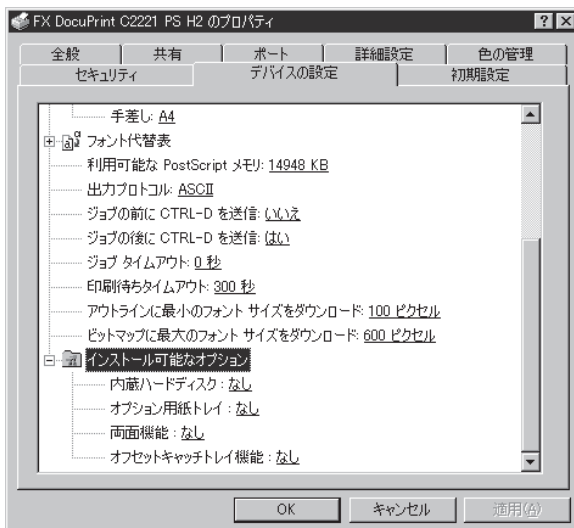 FX DocuPrint C2221 PS H2 のプロパティ
全般 共有 ポート 詳細設定 色の管理
セキュリティ デバイスの設定 初期設定
手差し: A4
フォント代替表
利用可能な PostScript メモリ: 14948 KB
出力プロトコル: ASCII
ジョブの前に CTRL-D を送信: いいえ
ジョブの後に CTRL-D を送信: はい
ジョブ タイムアウト: 0 秒
印刷待ちタイムアウト: 300 秒
アウトラインに最小のフォント サイズをダウンロード: 100 ピクセル
ビットマップに最大のフォント サイズをダウンロード: 600 ピクセル
インストール可能なオプション
内蔵ハードディスク : なし
オプション用紙トレイ : なし
両面機能 : なし
オフセットキャッチトレイ機能 : なし
OK キャンセル 適用(A)